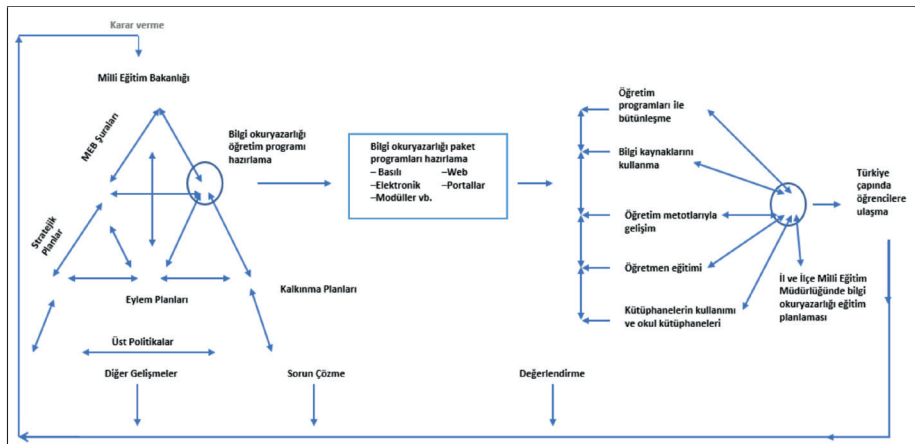 Karar verme
Milli Eğitim Bakanlığı
MEB Şuraları
Stratejik
Planlar
Eylem Planları
Kalkınma Planları
Üst Politikalar
Diğer Gelişmeler
Sorun Çözme
Değerlendirme
Bilgi okuryazarlığı
öğretim programı
hazırlama
Bilgi okuryazarlığı paket
programları hazırlama
– Basılı –Web
–Elektronik –Portallar
–Modüller vb.
Öğretim
programları ile
bütünleşme
Bilgi kaynaklarını
kullanma
Öğretim metotlarıyla
gelişim
Öğretmen eğitimi
Kütüphanelerin kullanımı
ve okul kütüphaneleri
İl ve İlçe Milli Eğitim
Müdürlüğünde bilgi
okuryazarlığı eğitim
planlaması
Türkiye
çapında
öğrencilere
ulaşma